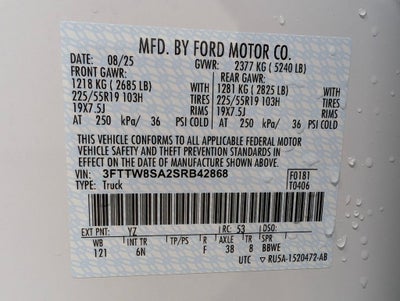 MFD. BY FORD MOTOR CO.
DATE: 08/25 GVWR: 2377 KG ( 5240 LB)
FRONT GAWR: REAR GAWR:
1218 KG ( 2685 LB) WITH 1281 KG ( 2825 LB) WITH
225/55R19 103H TIRES 225/55R19 103H TIRES
19X7.5J RIMS 19X7.5J RIMS
AT 250 kPa/ 36 PSI COLD AT 250 kPa/ 36 PSI COLD
THIS VEHICLE CONFORMS TO ALL APPLICABLE FEDERAL MOTOR
VEHICLE SAFETY AND THEFT PREVENTION STANDARDS IN
EFFECT ON THE DATE OF MANUFACTURE SHOWN ABOVE.
VIN: 3FTTW8SA2SRB42868 F0181
TYPE: Truck T0406
EXT PNT: YZ RC: 53 DSO:
WB INT TR TP/PS R AXLE TR SPR
121 6N F 38 8 BBWE
UTC ▽ RU5A-1520472-AB